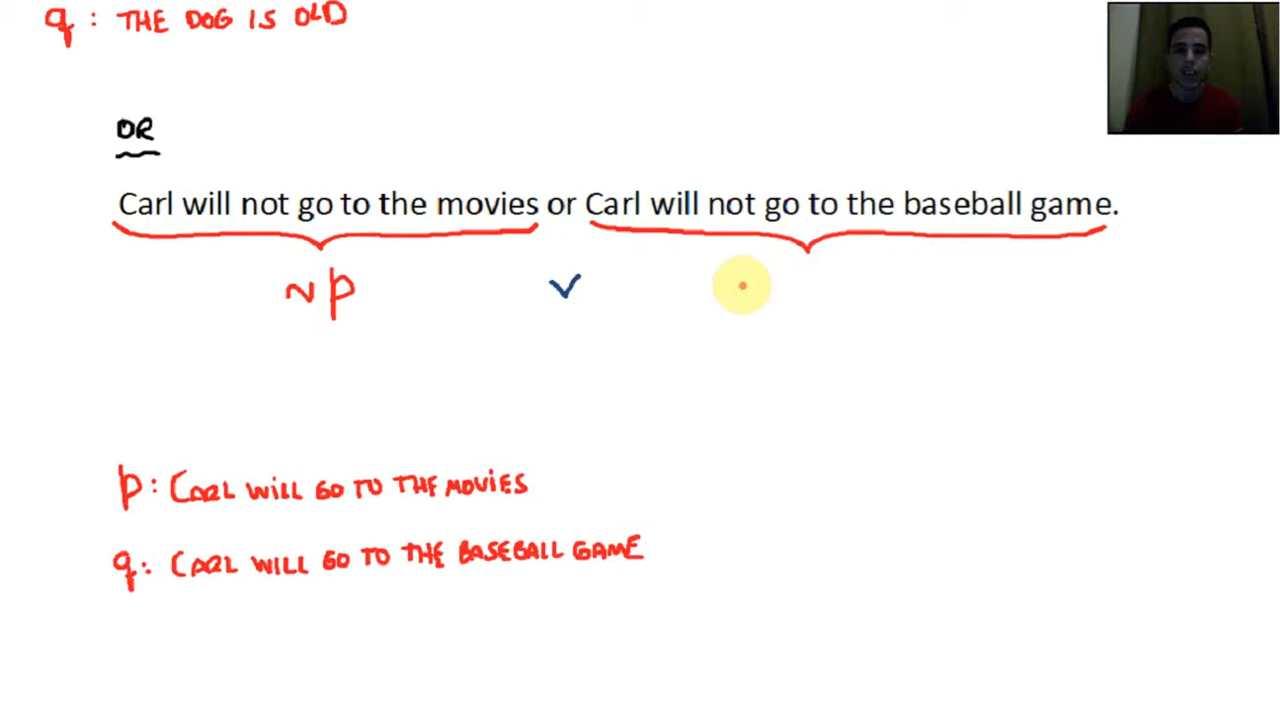 q : THE DOG IS OLD
OR
Carl will not go to the movies or Carl will not go to the baseball game.
~p ∨
p: CARL WILL GO TO THE MOVIES
q: CARL WILL GO TO THE BASEBALL GAME